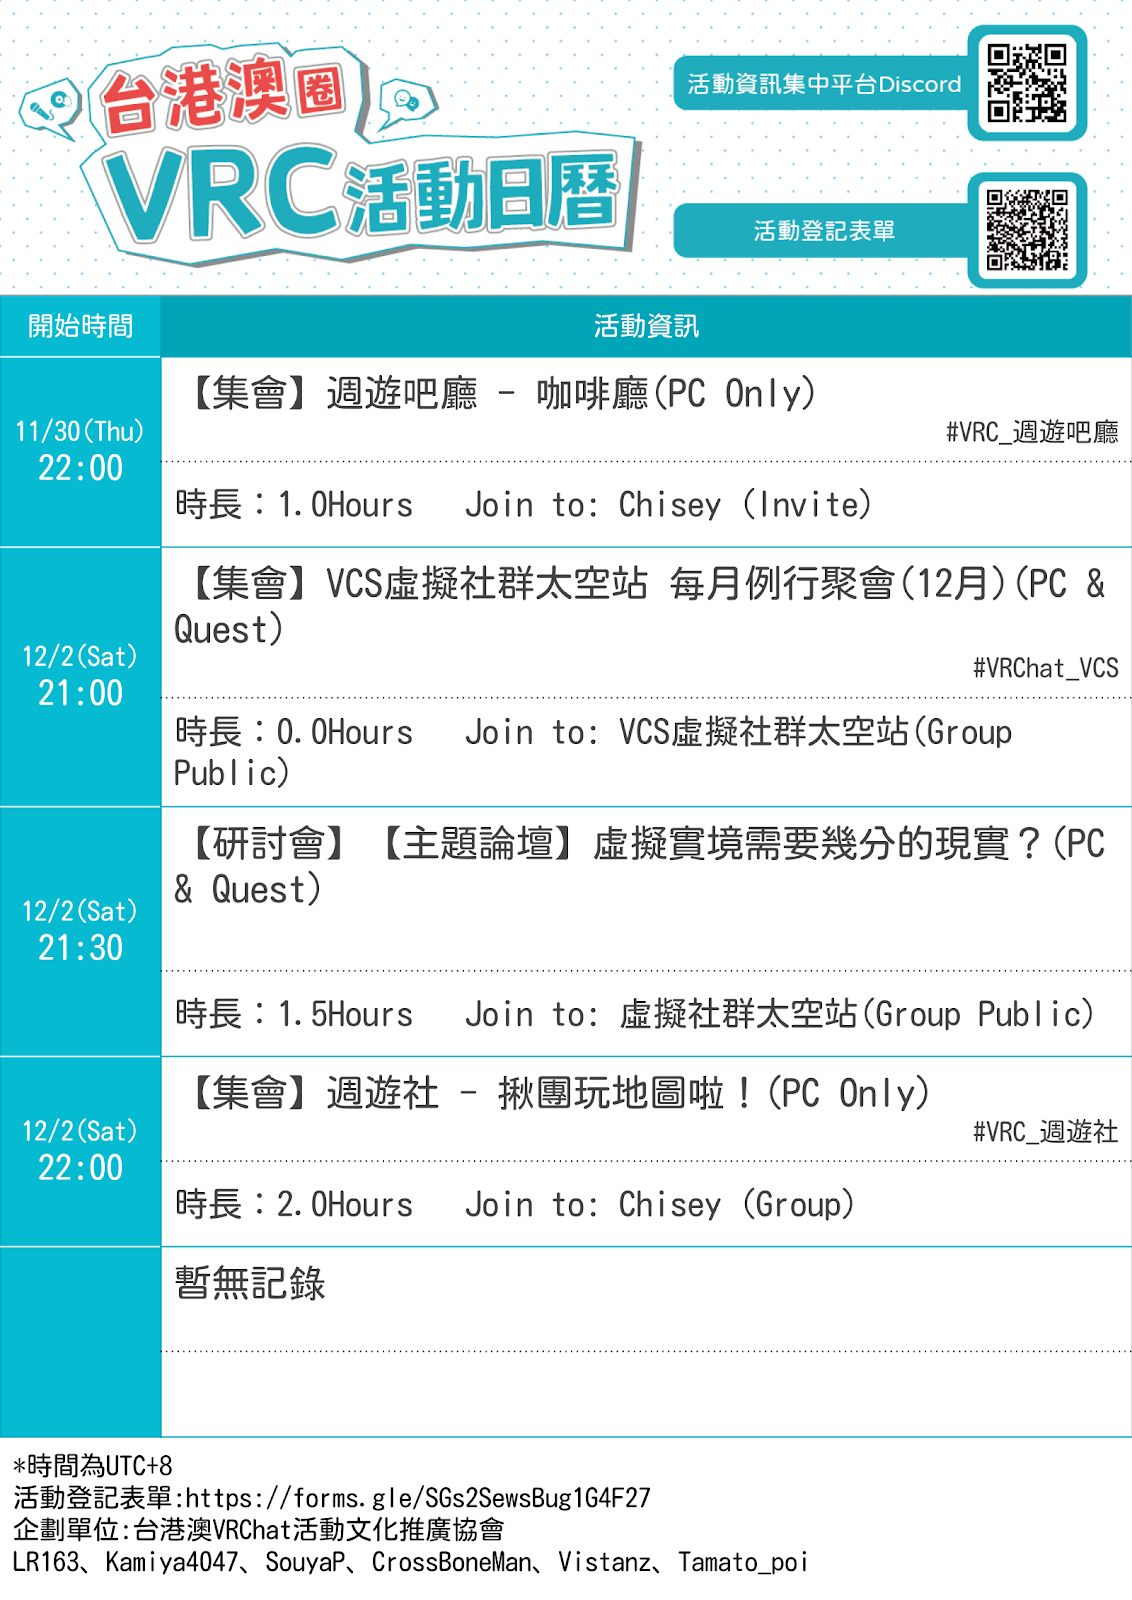 台港澳圈
VRC活動日曆
活動資訊集中平台Discord
活動登記表單
開始時間
活動資訊
11/30(Thu)
22:00
【集會】週遊吧廳 - 咖啡廳(PC Only)
#VRC_週遊吧廳
時長：1.0Hours Join to: Chisey (Invite)
12/2(Sat)
21:00
【集會】VCS虛擬社群太空站 每月例行聚會(12月)(PC &
Quest)
#VRChat_VCS
時長：0.0Hours Join to: VCS虛擬社群太空站(Group
Public)
12/2(Sat)
21:30
【研討會】【主題論壇】虛擬實境需要幾分的現實？(PC
& Quest)
時長：1.5Hours Join to: 虛擬社群太空站(Group Public)
12/2(Sat)
22:00
【集會】週遊社 - 揪團玩地圖啦！(PC Only)
#VRC_週遊社
時長：2.0Hours Join to: Chisey (Group)
暫無記錄
*時間為UTC+8
活動登記表單:https://forms.gle/SGs2SewsBug1G4F27
企劃單位:台港澳VRChat活動文化推廣協會
LR163、Kamiya4047、SouyaP、CrossBoneMan、Vistanz、Tamato_poi